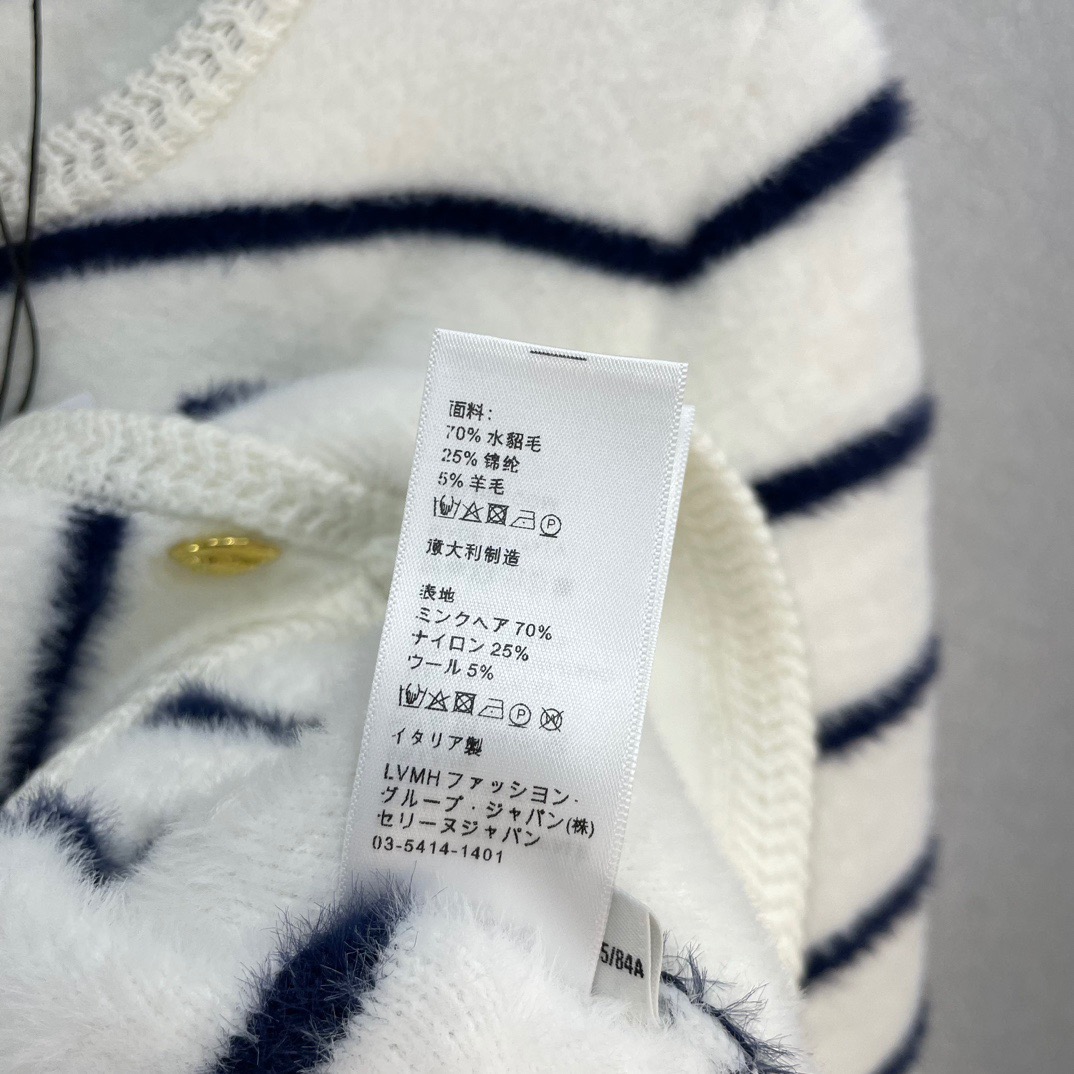 面料:
70% 水貂毛
25% 锦纶
5% 羊毛
P
意大利制造
表地
ミンクヘア 70%
ナイロン 25%
ウール 5%
P W
イタリア製
LVMH ファッション・
グループ・ジャパン(株)
セリーヌジャパン
03-5414-1401
5/84A